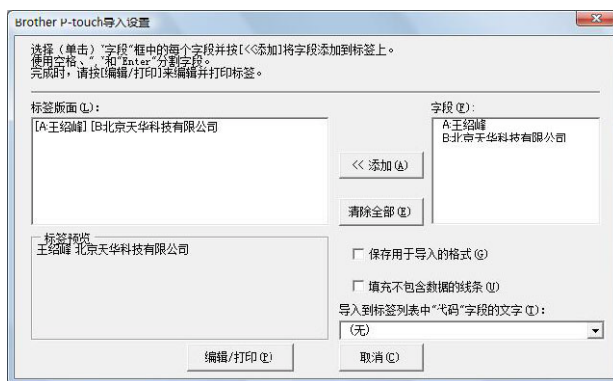 Brother P-touch导入设置
选择（单击）"字段"框中的每个字段并按[<<添加]将字段添加到标签上。
使用空格、","和"Enter"分割字段。
完成时，请按[编辑/打印]来编辑并打印标签。
标签版面(L)：
字段(F)：
[A:王绍峰] [B:北京天华科技有限公司
A:王绍峰
B:北京天华科技有限公司
<< 添加(A)
清除全部(E)
标签预览
王绍峰 北京天华科技有限公司
保存用于导入的格式(G)
填充不包含数据的线条(U)
导入到标签列表中"代码"字段的文字(T)：
(无)
编辑/打印(P)
取消(C)